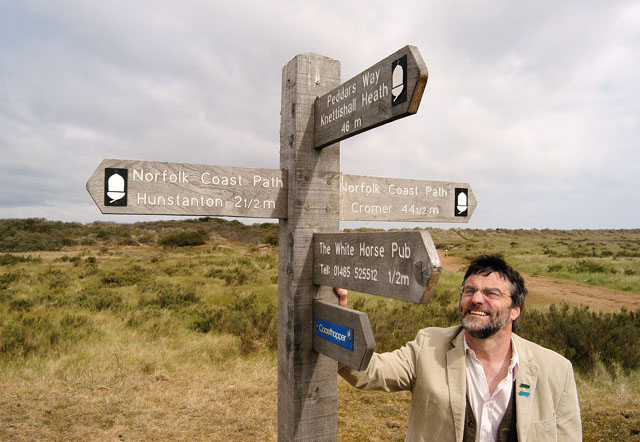 Peddars Way
Knettishall Heath
46 m
Norfolk Coast Path
Hunstanton 21/2 m
Norfolk Coast Path
Cromer 441/2 m
The White Horse Pub
Tel: 01485 525512 1/2m
Coasthopper